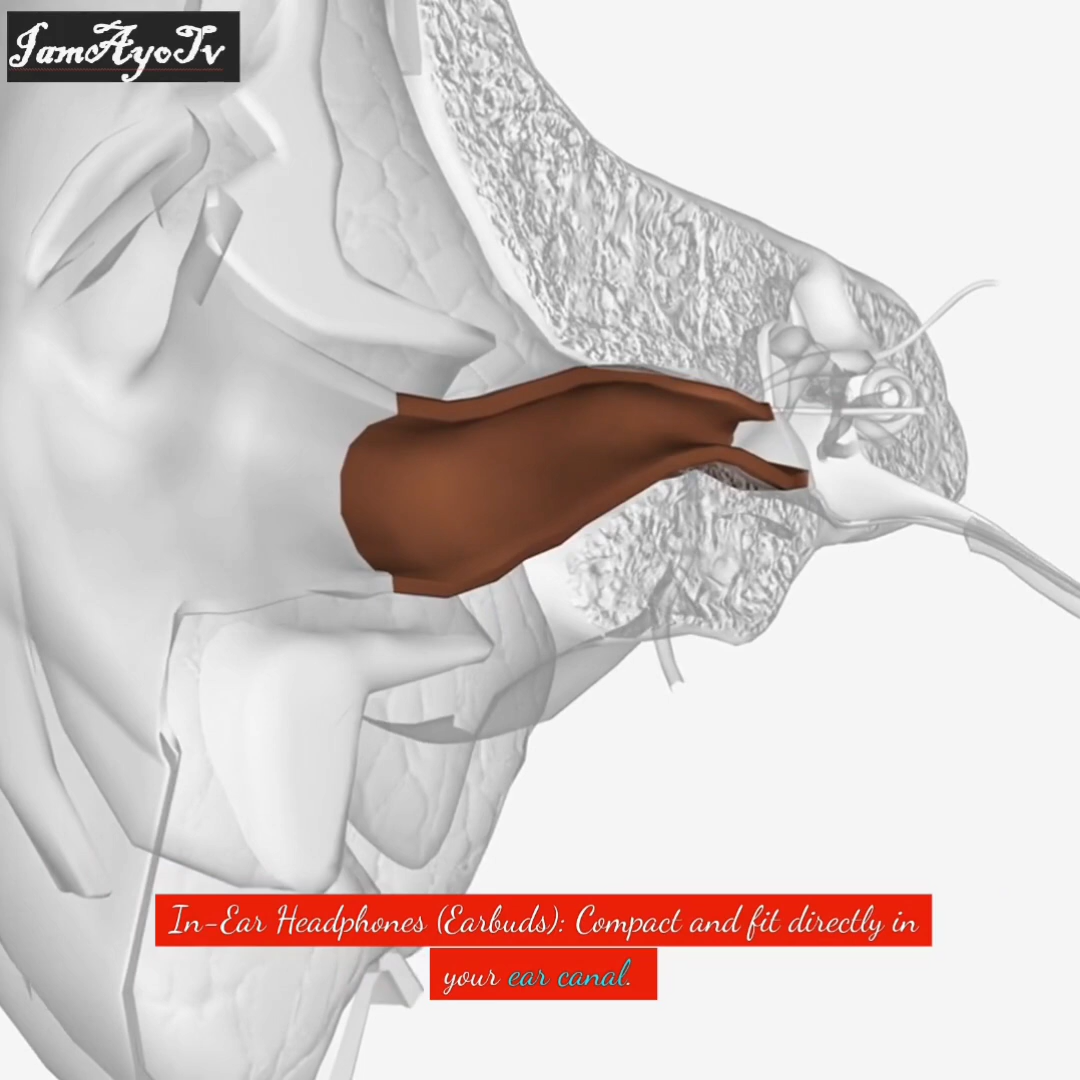 IamAyoTv
In-Ear Headphones (Earbuds): Compact and fit directly in
your ear canal.